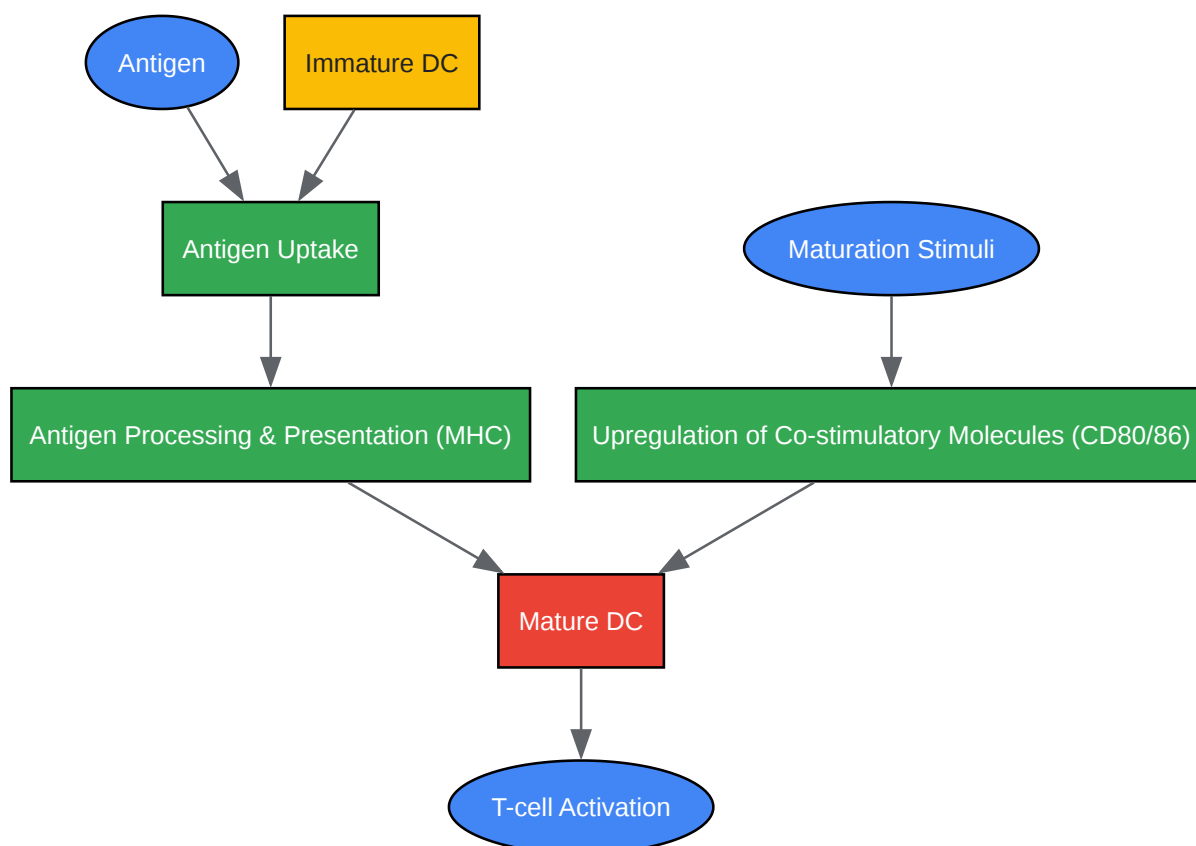 Antigen
Immature DC
Antigen Uptake
Maturation Stimuli
Antigen Processing & Presentation (MHC)
Upregulation of Co-stimulatory Molecules (CD80/86)
Mature DC
T-cell Activation